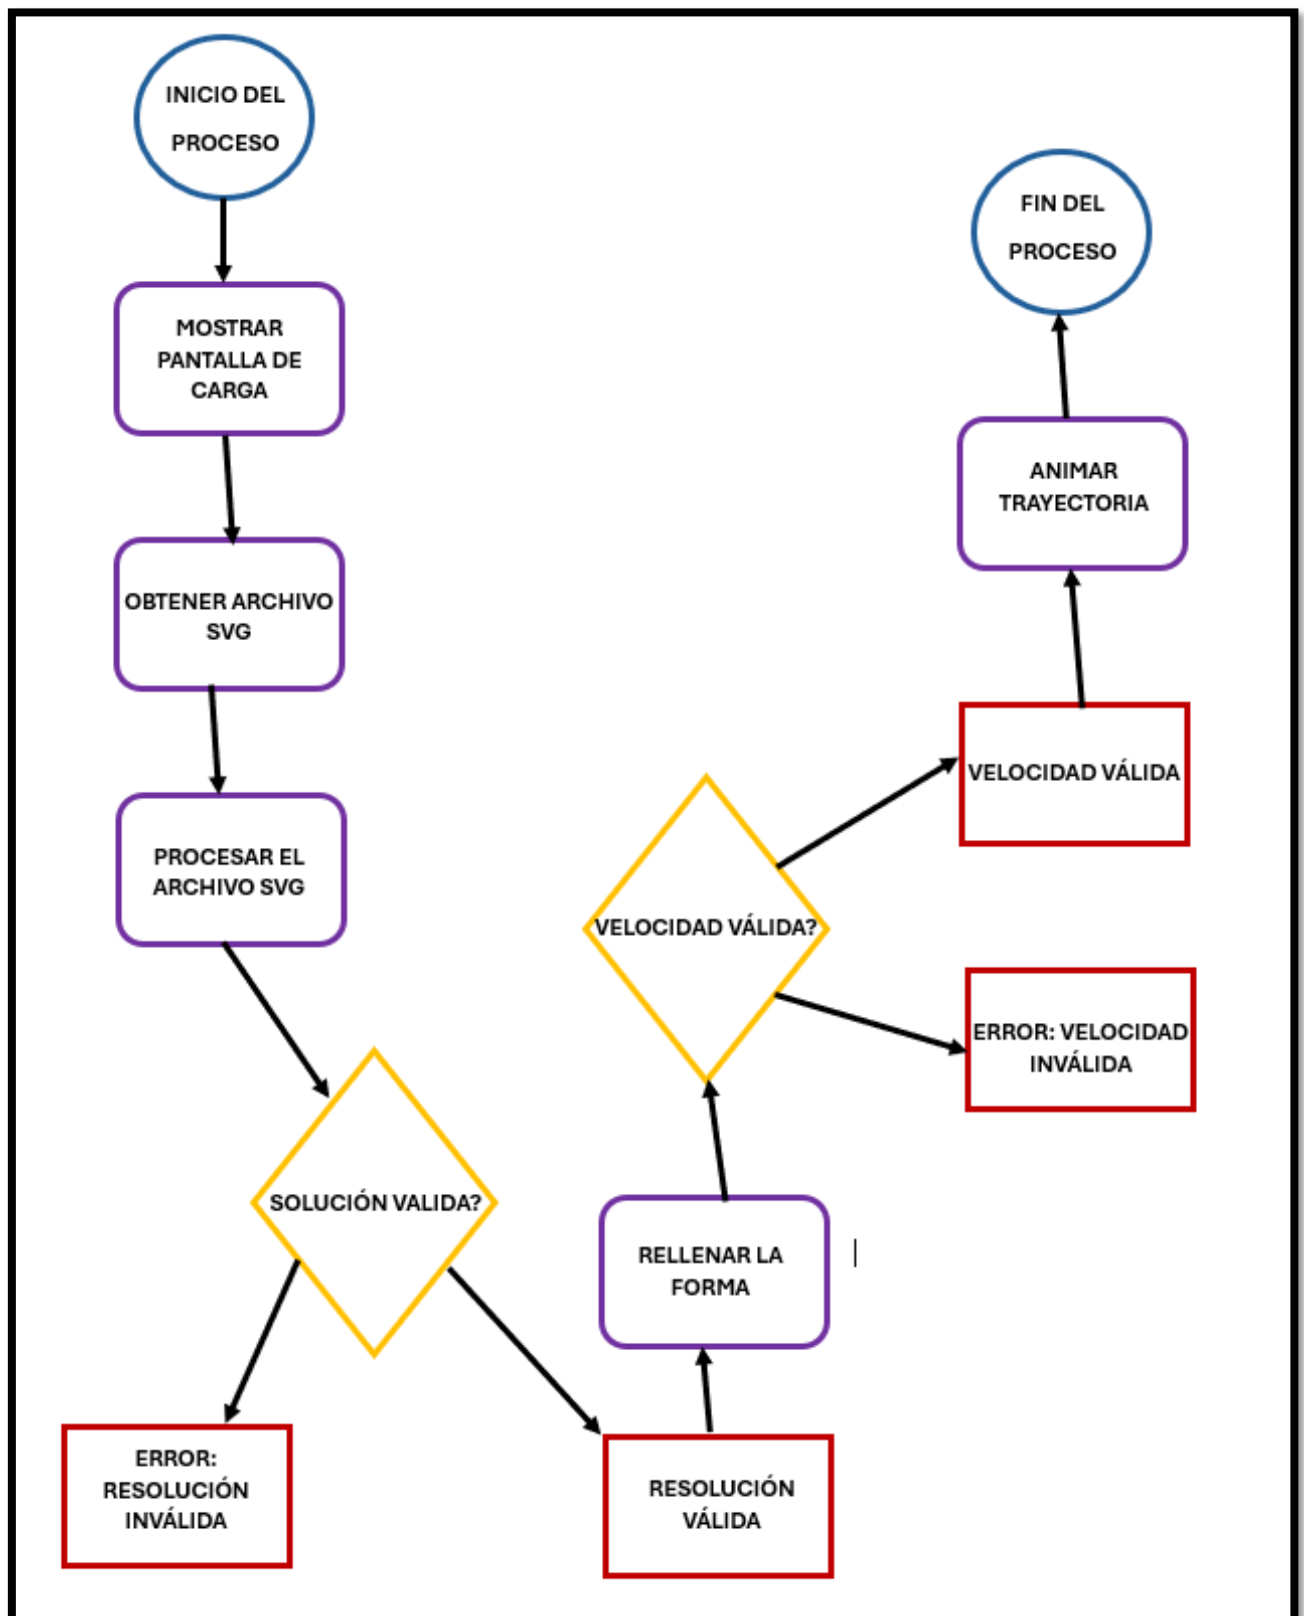 INICIO DEL
PROCESO
MOSTRAR
PANTALLA DE
CARGA
OBTENER ARCHIVO
SVG
PROCESAR EL
ARCHIVO SVG
SOLUCIÓN VALIDA?
ERROR:
RESOLUCIÓN
INVÁLIDA
RESOLUCIÓN
VÁLIDA
RELLENAR LA
FORMA
VELOCIDAD VÁLIDA?
ERROR: VELOCIDAD
INVÁLIDA
VELOCIDAD VÁLIDA
ANIMAR
TRAYECTORIA
FIN DEL
PROCESO